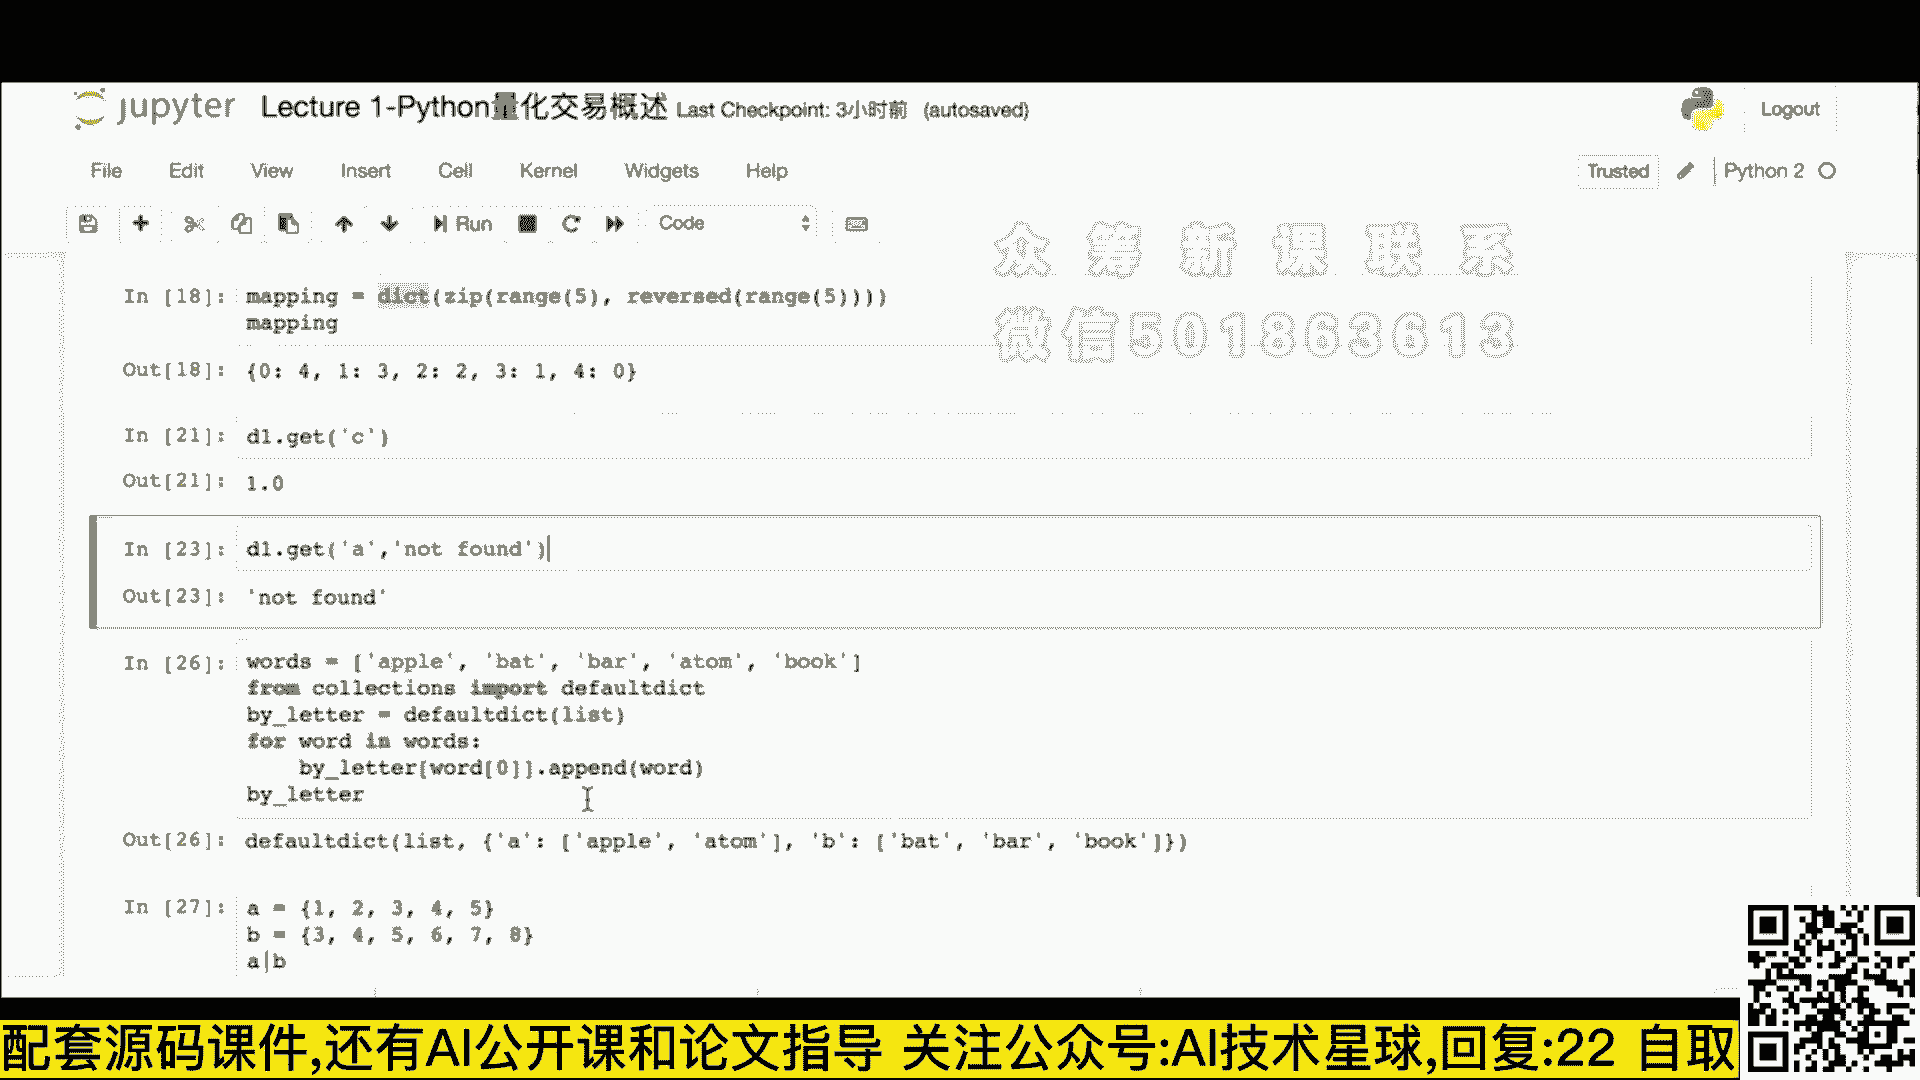 jupyter Lecture 1-Python量化交易概述 Last Checkpoint: 3小时前 (autosaved) Logout
File Edit View Insert Cell Kernel Widgets Help Trusted Python 2
Run Code
众筹新课联系
微信501863613
In [18]: mapping = dict(zip(range(5), reversed(range(5))))
mapping
Out[18]: {0: 4, 1: 3, 2: 2, 3: 1, 4: 0}
In [21]: d1.get('c')
Out[21]: 1.0
In [23]: d1.get('a','not found')
Out[23]: 'not found'
In [26]: words = ['apple', 'bat', 'bar', 'atom', 'book']
from collections import defaultdict
by_letter = defaultdict(list)
for word in words:
    by_letter[word[0]].append(word)
by_letter
Out[26]: defaultdict(list, {'a': ['apple', 'atom'], 'b': ['bat', 'bar', 'book']})
In [27]: a = {1, 2, 3, 4, 5}
b = {3, 4, 5, 6, 7, 8}
a|b
配套源码课件,还有AI公开课和论文指导 关注公众号:AI技术星球,回复:22 自取